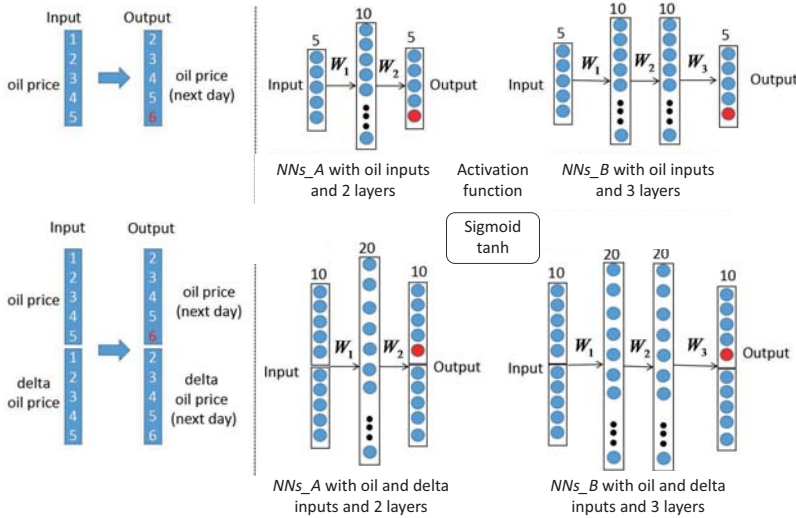 Input
Output
1
2
3
4
5
2
3
4
5
6
oil price
oil price
(next day)
5
10
5
Input
W1
W2
Output
NNs_A with oil inputs
and 2 layers
Activation
function
Sigmoid
tanh
5
10
10
5
Input
W1
W2
W3
Output
NNs_B with oil inputs
and 3 layers
Input
Output
1
2
3
4
5
2
3
4
5
6
oil price
oil price
(next day)
1
2
3
4
5
2
3
4
5
6
delta
oil price
delta
oil price
(next day)
10
20
10
Input
W1
W2
Output
NNs_A with oil and delta
inputs and 2 layers
10
20
20
10
Input
W1
W2
W3
Output
NNs_B with oil and delta
inputs and 3 layers